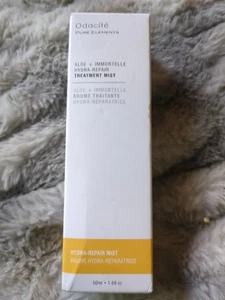 Odacité
PURE ELEMENTS
ALOE + IMMORTELLE
HYDRA-REPAIR
TREATMENT MIST
ALOE + IMMORTELLE
BRUME TRAITANTE
HYDRA-RÉPARATRICE
HYDRA-REPAIR MIST
BRUME HYDRA-RÉPARATRICE
50ml • 1.69 oz